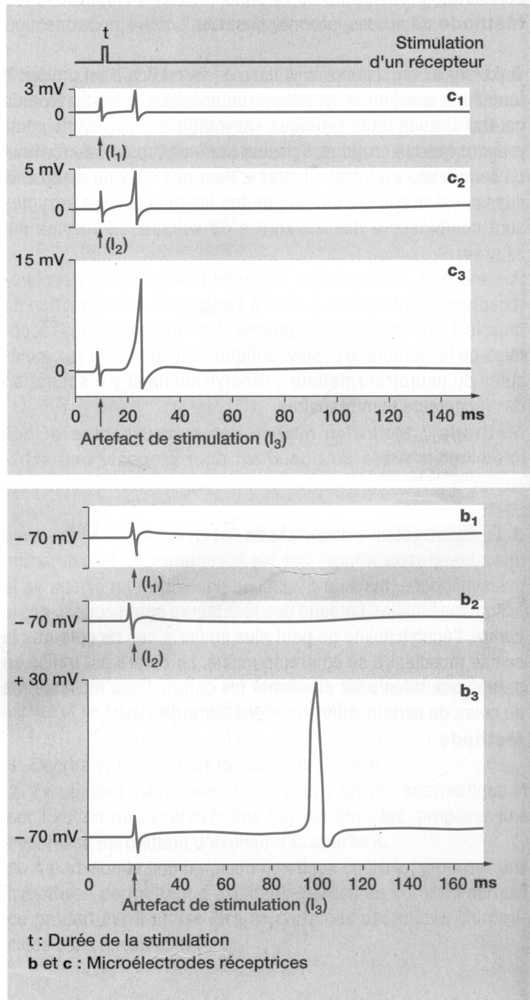 t
Stimulation
d'un récepteur
3 mV
c1
0
(I1)
5 mV
c2
0
(I2)
15 mV
c3
0
0 20 40 60 80 100 120 140 ms
Artefact de stimulation (I3)
b1
– 70 mV
(I1)
b2
– 70 mV
(I2)
+ 30 mV
b3
– 70 mV
0 20 40 60 80 100 120 140 160 ms
Artefact de stimulation (I3)
t : Durée de la stimulation
b et c : Microélectrodes réceptrices